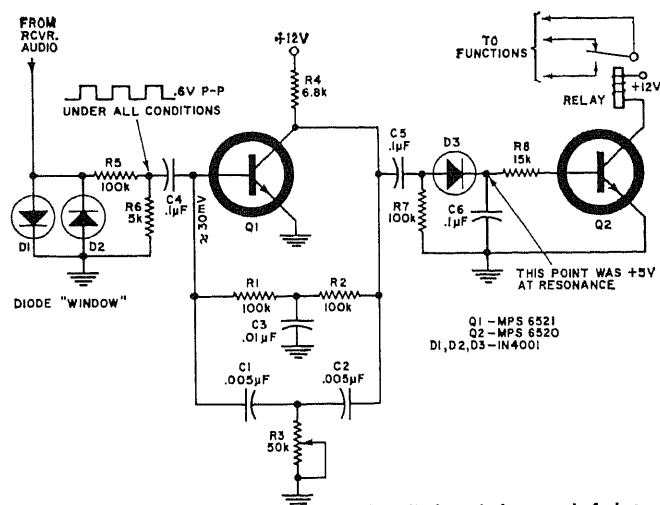 FROM
RCVR.
AUDIO
.6V P-P
UNDER ALL CONDITIONS
R5
100k
R6
5k
C4
.1µF
D1
D2
DIODE "WINDOW"
≈30mV
+12V
R4
6.8k
Q1
R1
100k
R2
100k
C3
.01µF
C1
.005µF
C2
.005µF
R3
50k
C5
.1µF
D3
R7
100k
C6
.1µF
R8
15k
TO
FUNCTIONS
RELAY
+12V
Q2
THIS POINT WAS +5V
AT RESONANCE
Q1-MPS 6521
Q2-MPS 6520
D1,D2,D3-IN4001